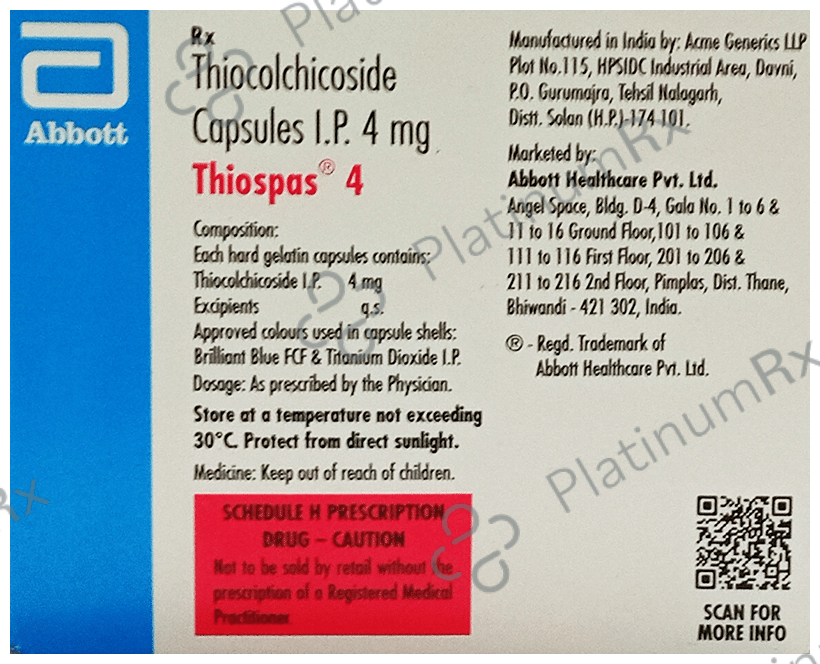 Abbott
Rx
Thiocolchicoside
Capsules I.P. 4 mg
Thiospas® 4
Composition:
Each hard gelatin capsules contains:
Thiocolchicoside I.P. 4 mg
Excipients q.s.
Approved colours used in capsule shells:
Brilliant Blue FCF & Titanium Dioxide I.P.
Dosage: As prescribed by the Physician.
Store at a temperature not exceeding
30°C. Protect from direct sunlight.
Medicine: Keep out of reach of children.
SCHEDULE H PRESCRIPTION
DRUG – CAUTION
Not to be sold by retail without the
prescription of a Registered Medical
Practitioner
Manufactured in India by: Acme Generics LLP
Plot No.115, HPSIDC Industrial Area, Davni,
P.O. Gurumajra, Tehsil Nalagarh,
Distt. Solan (H.P.)-174 101.
Marketed by:
Abbott Healthcare Pvt. Ltd.
Angel Space, Bldg. D-4, Gala No. 1 to 6 &
11 to 16 Ground Floor,101 to 106 &
111 to 116 First Floor, 201 to 206 &
211 to 216 2nd Floor, Pimplas, Dist. Thane,
Bhiwandi - 421 302, India.
® - Regd. Trademark of
Abbott Healthcare Pvt. Ltd.
SCAN FOR
MORE INFO
PlatinumRx
PlatinumRx
PlatinumRx
Rx